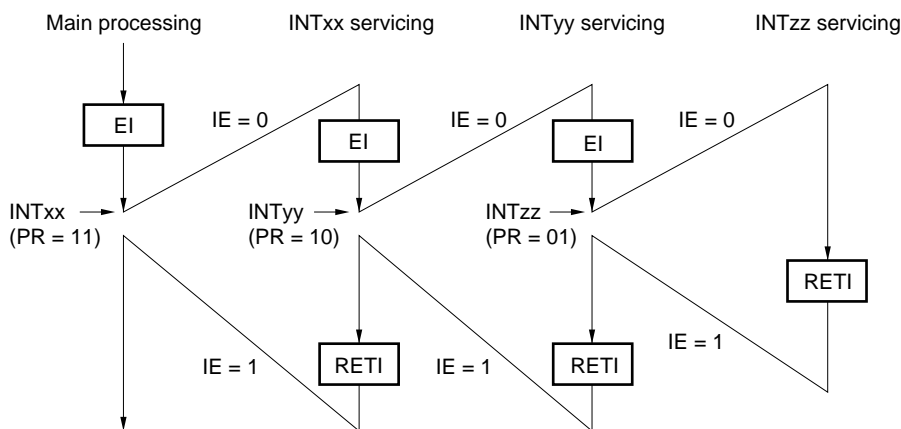 Main processing
INTxx servicing
INTyy servicing
INTzz servicing
EI
IE = 0
EI
IE = 0
EI
IE = 0
INTxx
(PR = 11)
INTyy
(PR = 10)
INTzz
(PR = 01)
RETI
IE = 1
RETI
IE = 1
RETI
IE = 1